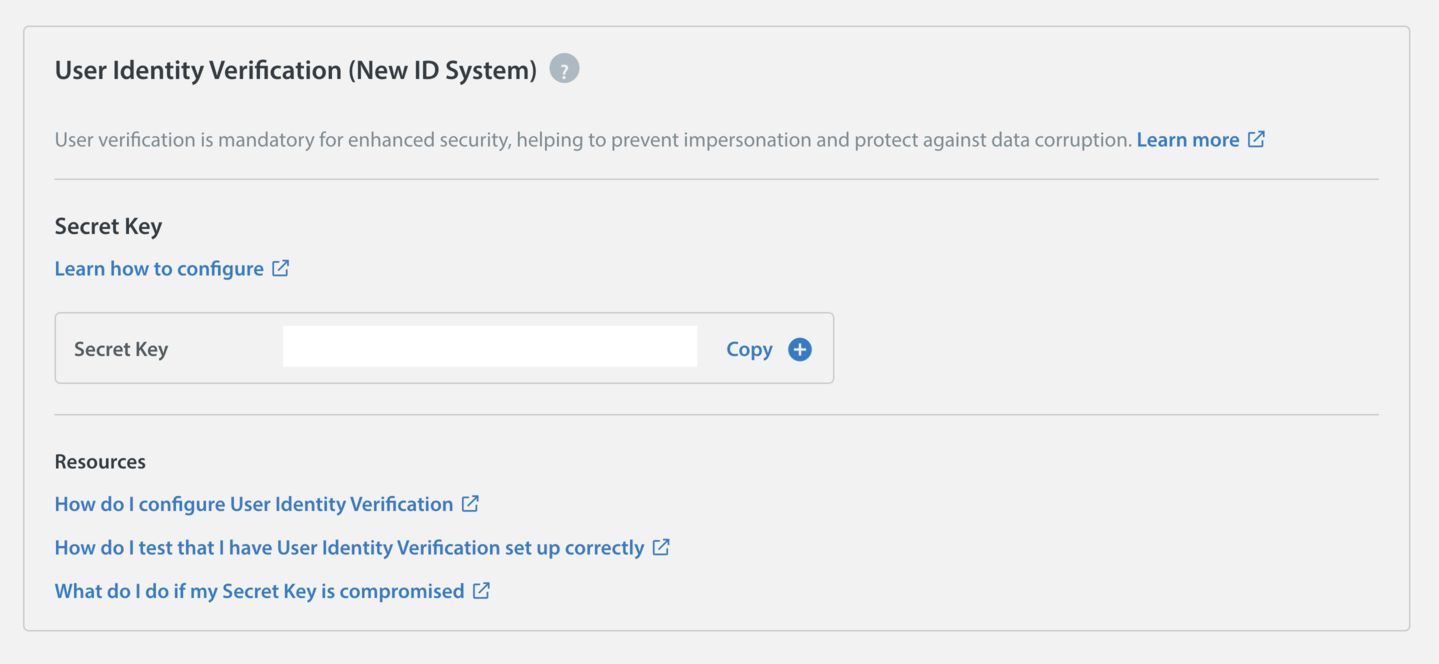 User Identity Verification (New ID System) ?
User verification is mandatory for enhanced security, helping to prevent impersonation and protect against data corruption. Learn more
Secret Key
Learn how to configure
Secret Key Copy
Resources
How do I configure User Identity Verification
How do I test that I have User Identity Verification set up correctly
What do I do if my Secret Key is compromised